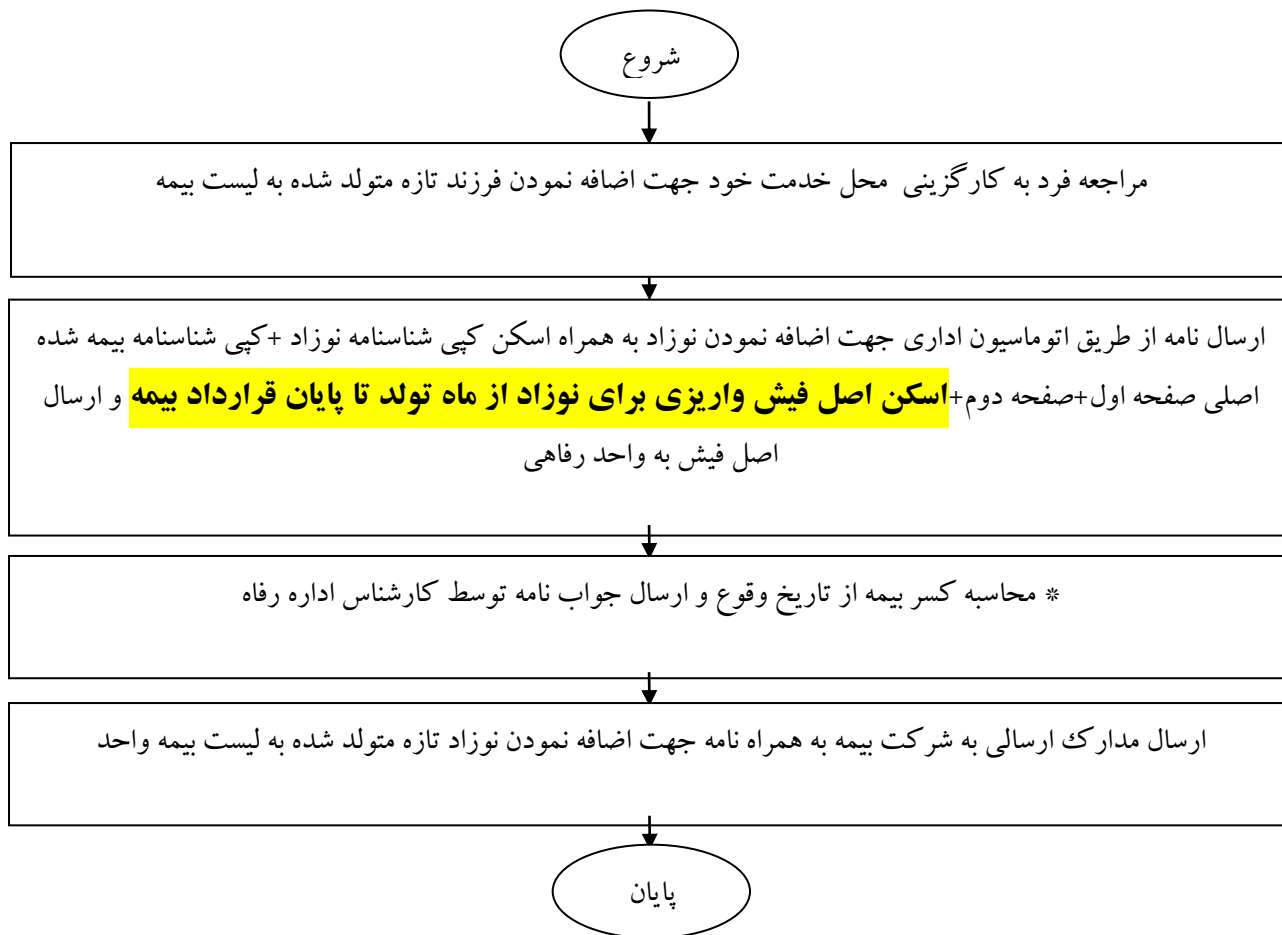 شروع
مراجعه فرد به کارگزینی محل خدمت خود جهت اضافه نمودن فرزند تازه متولد شده به لیست بیمه
ارسال نامه از طریق اتوماسیون اداری جهت اضافه نمودن نوزاد به همراه اسکن کپی شناسنامه نوزاد +کپی شناسنامه بیمه شده
اصلی صفحه اول+صفحه دوم+اسکن اصل فیش واریزی برای نوزاد از ماه تولد تا پایان قرارداد بیمه و ارسال
اصل فیش به واحد رفاهی
* محاسبه کسر بیمه از تاریخ وقوع و ارسال جواب نامه توسط کارشناس اداره رفاه
ارسال مدارک ارسالی به شرکت بیمه به همراه نامه جهت اضافه نمودن نوزاد تازه متولد شده به لیست بیمه واحد
پایان